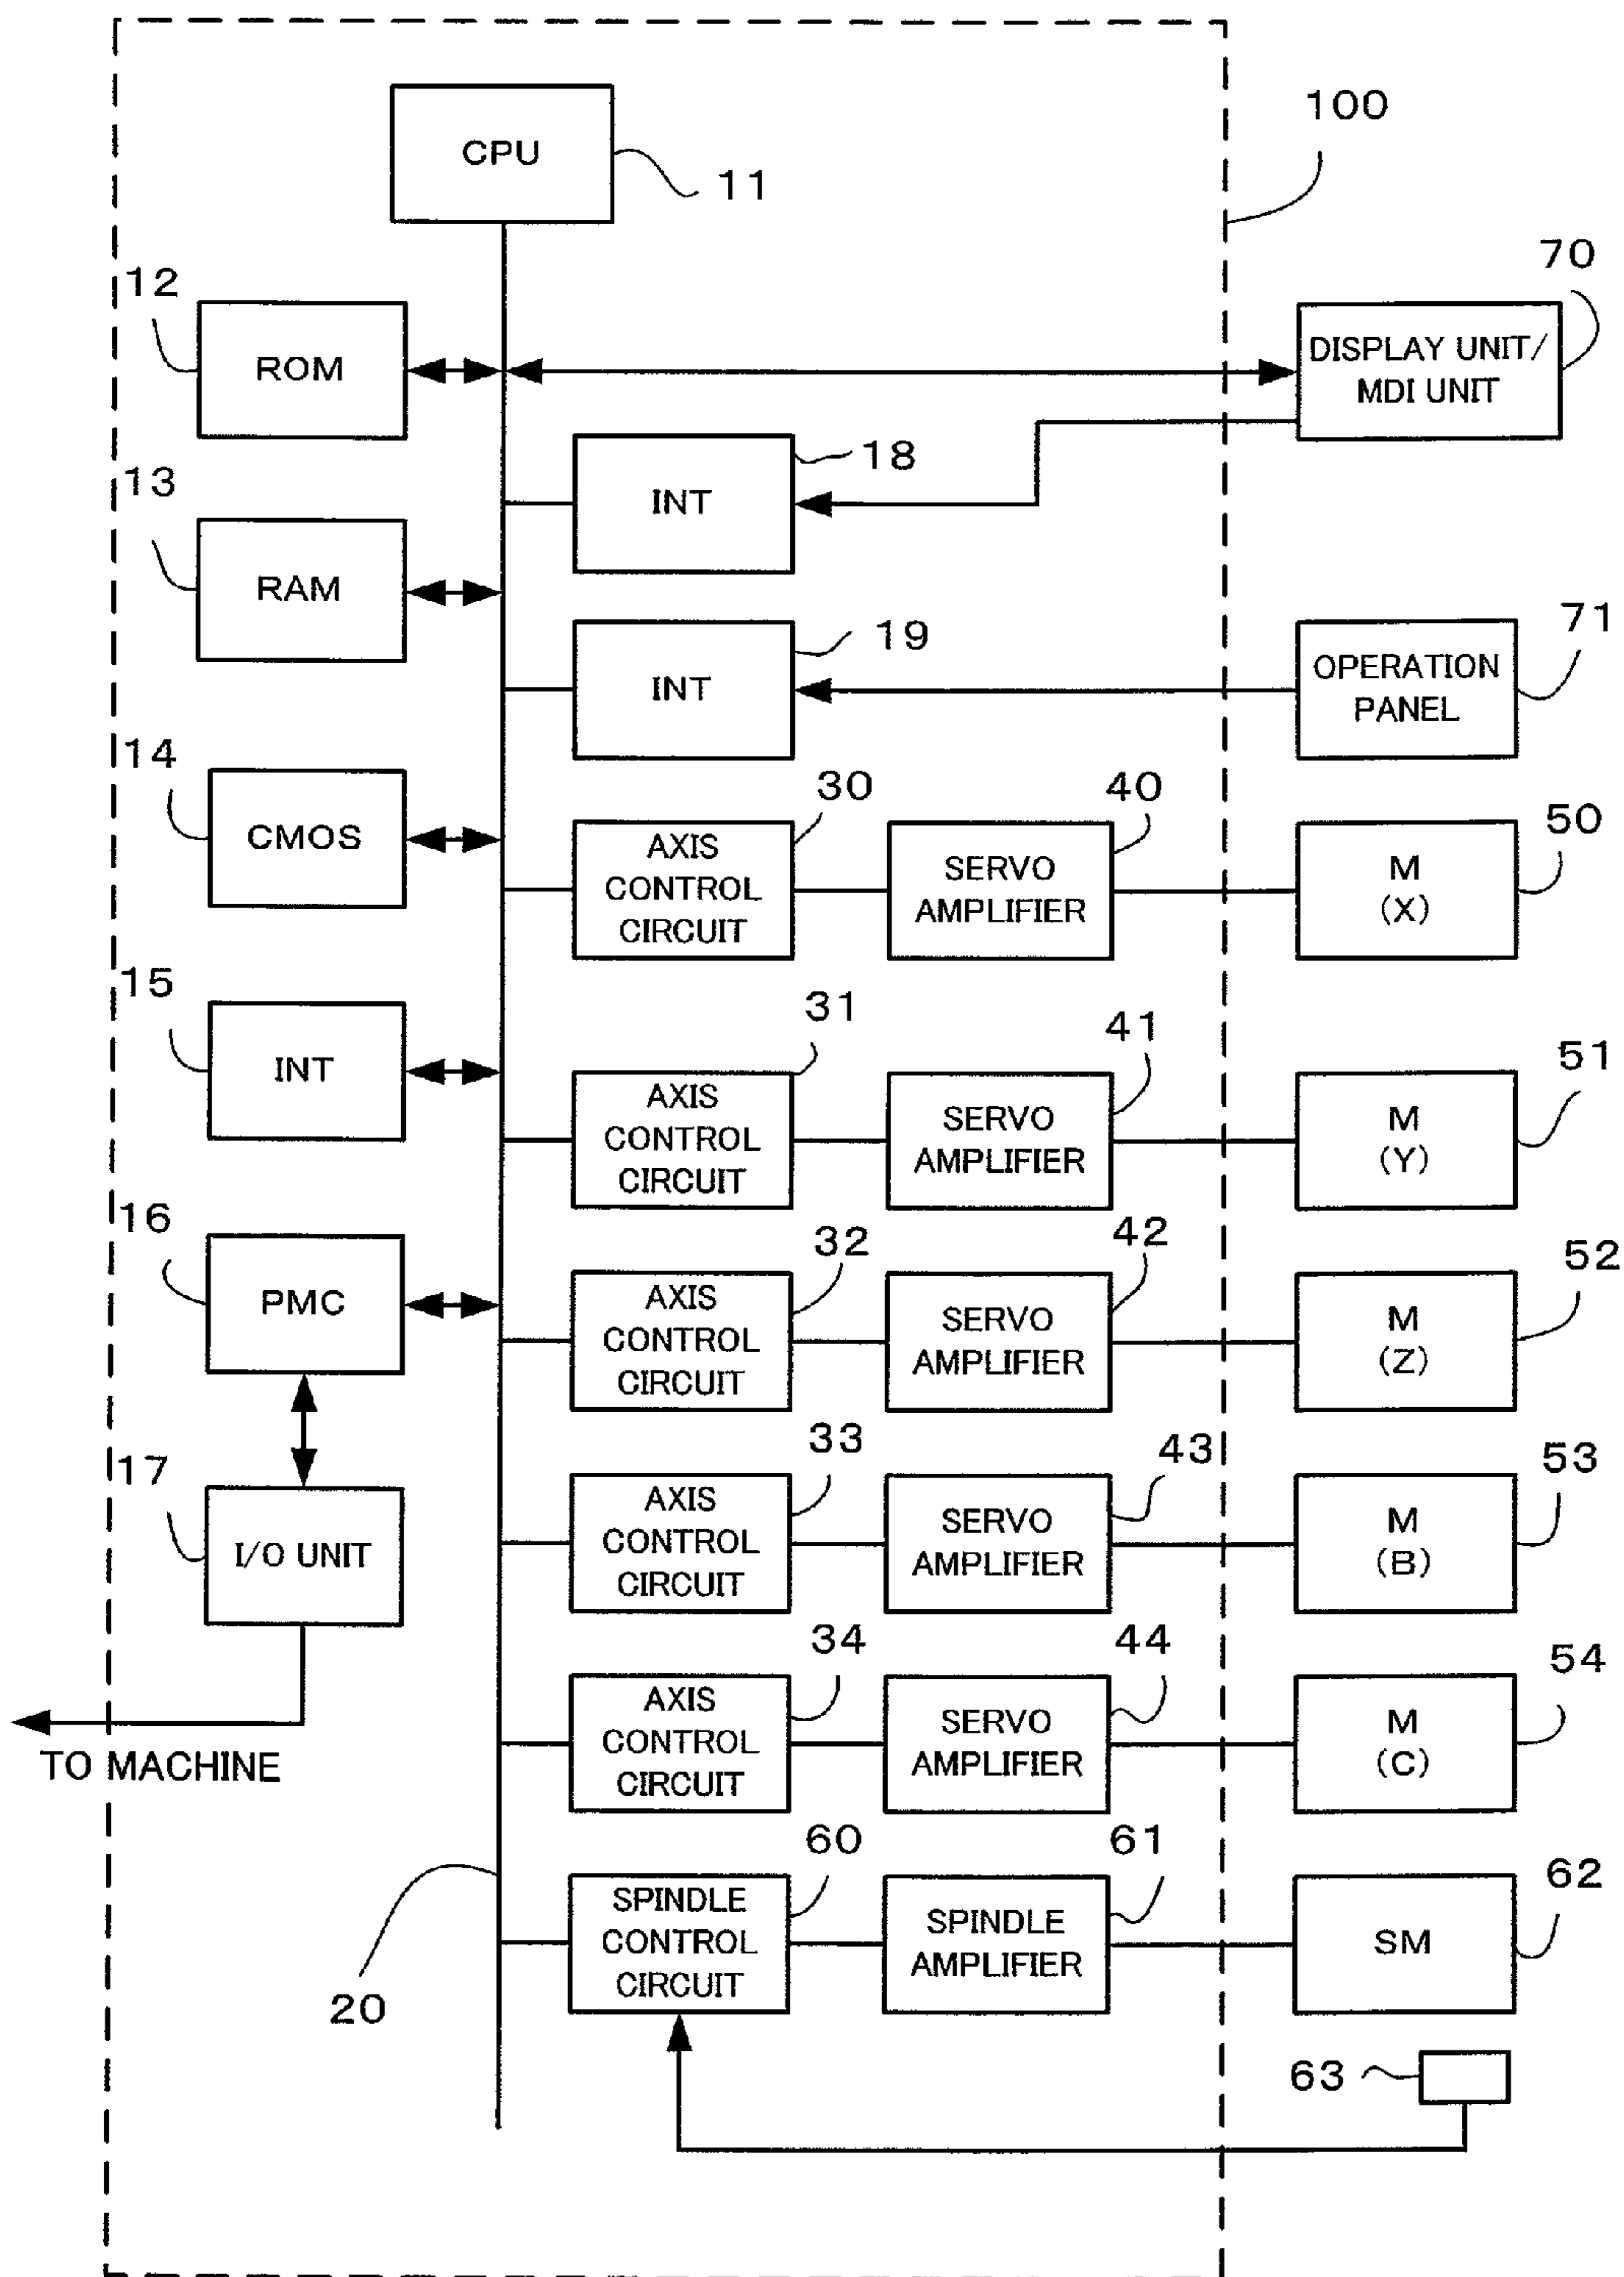 100
CPU
11
70
12
ROM
DISPLAY UNIT/
MDI UNIT
18
INT
13
RAM
19
INT
71
OPERATION
PANEL
14
CMOS
30
AXIS
CONTROL
CIRCUIT
40
SERVO
AMPLIFIER
50
M
(X)
15
INT
31
AXIS
CONTROL
CIRCUIT
41
SERVO
AMPLIFIER
51
M
(Y)
16
PMC
32
AXIS
CONTROL
CIRCUIT
42
SERVO
AMPLIFIER
52
M
(Z)
17
I/O UNIT
33
AXIS
CONTROL
CIRCUIT
43
SERVO
AMPLIFIER
53
M
(B)
TO MACHINE
34
AXIS
CONTROL
CIRCUIT
44
SERVO
AMPLIFIER
54
M
(C)
20
60
SPINDLE
CONTROL
CIRCUIT
61
SPINDLE
AMPLIFIER
62
SM
63